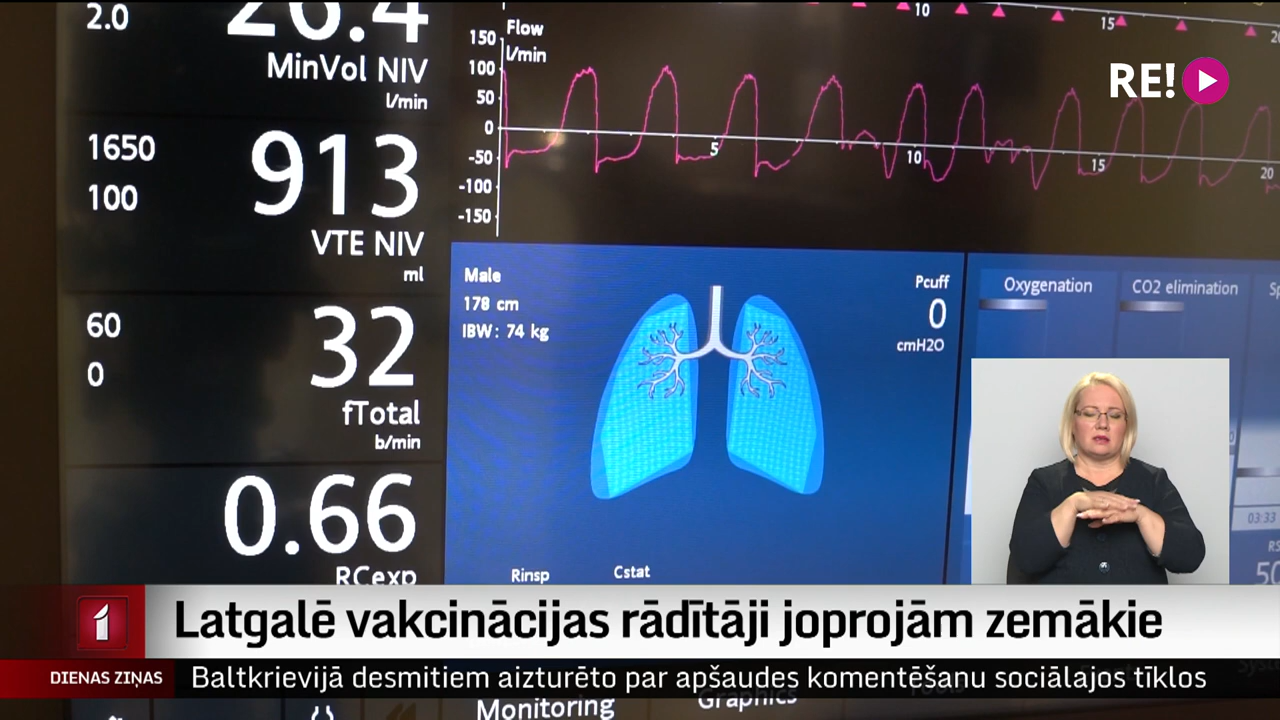 2.0
26.4
MinVol NIV
l/min
1650
100
913
VTE NIV
ml
60
0
32
fTotal
b/min
0.66
RCexp
Flow
l/min
150
100
50
0
-50
-100
-150
5
10
15
20
10
15
RE!
Male
178 cm
IBW: 74 kg
Pcuff
0
cmH2O
Rinsp
Cstat
Oxygenation
CO2 elimination
03:33
1
Latgalē vakcinācijas rādītāji joprojām zemākie
DIENAS ZIŅAS
Baltkrievijā desmitiem aizturēto par apšaudes komentēšanu sociālajos tīklos
Monitoring
Graphics
Tools